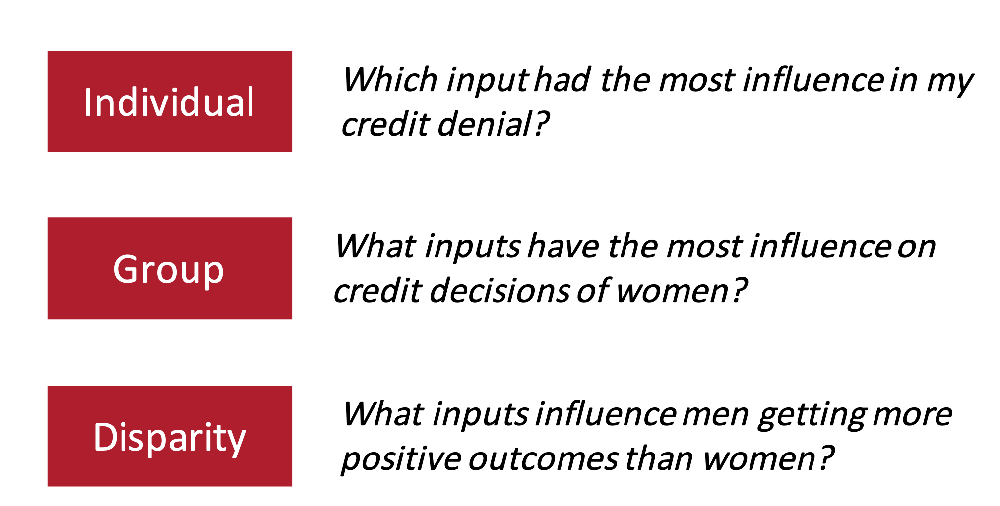 Individual
Which input had the most influence in my
credit denial?
Group
What inputs have the most influence on
credit decisions of women?
Disparity
What inputs influence men getting more
positive outcomes than women?